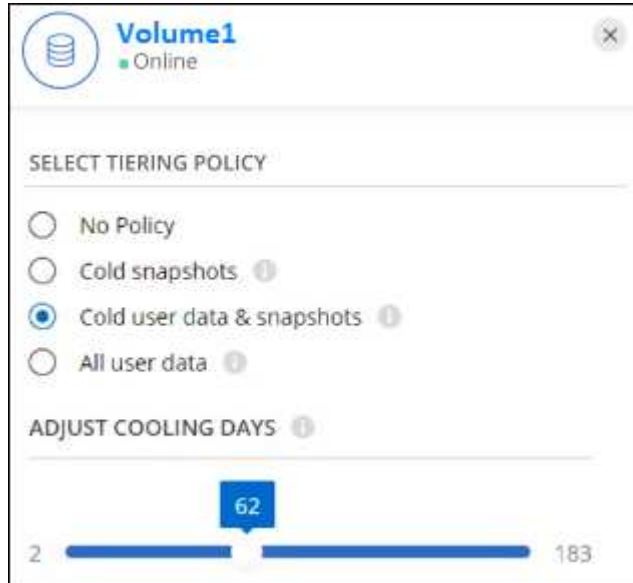 Volume1
Online
SELECT TIERING POLICY
No Policy
Cold snapshots
Cold user data & snapshots
All user data
ADJUST COOLING DAYS
62
2 183